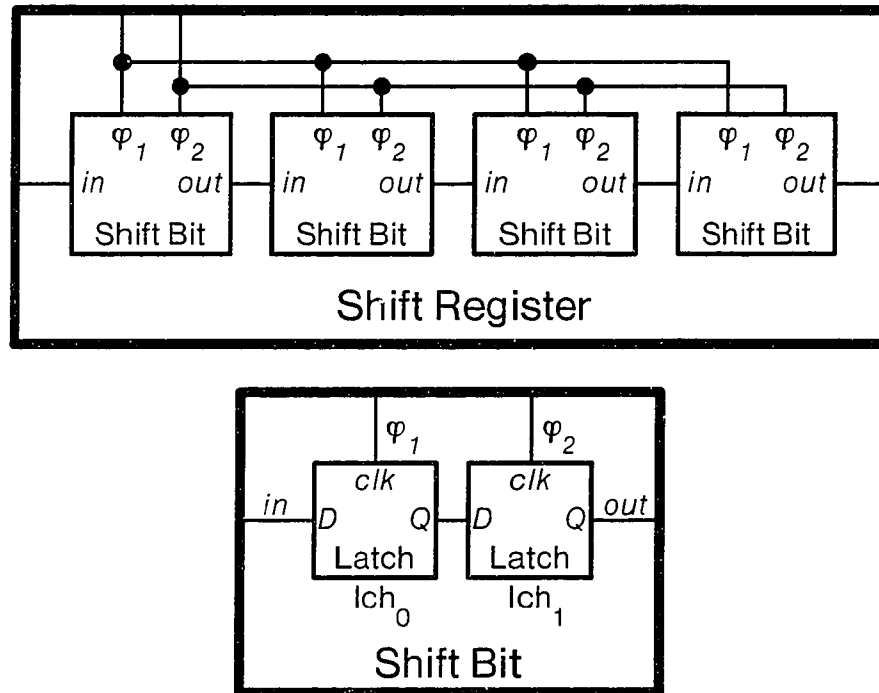 φ1 φ2 φ1 φ2 φ1 φ2 φ1 φ2
in out in out in out in out
Shift Bit Shift Bit Shift Bit Shift Bit
Shift Register
φ1 φ2
clk clk
in D Q D Q out
Latch Latch
lch0 lch1
Shift Bit